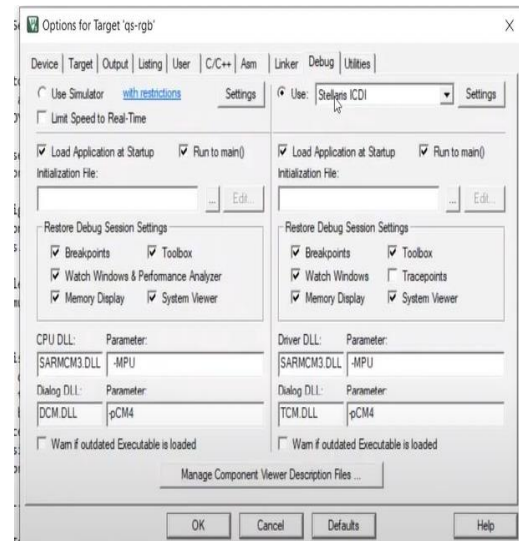 Options for Target 'qs-rgb'
X
Device Target Output Listing User C/C++ Asm Linker Debug Utilities
Use Simulator with restrictions Settings
Limit Speed to Real-Time
Load Application at Startup Run to main()
Initialization File:
... Edit...
Restore Debug Session Settings
Breakpoints Toolbox
Watch Windows & Performance Analyzer
Memory Display System Viewer
CPU DLL: Parameter:
SARMCM3.DLL -MPU
Dialog DLL: Parameter:
DCM.DLL -pCM4
Warn if outdated Executable is loaded
Use: Stellaris ICDI Settings
Load Application at Startup Run to main()
Initialization File:
... Edit...
Restore Debug Session Settings
Breakpoints Toolbox
Watch Windows Tracepoints
Memory Display System Viewer
Driver DLL: Parameter:
SARMCM3.DLL -MPU
Dialog DLL: Parameter:
TCM.DLL -pCM4
Warn if outdated Executable is loaded
Manage Component Viewer Description Files ...
OK Cancel Defaults Help